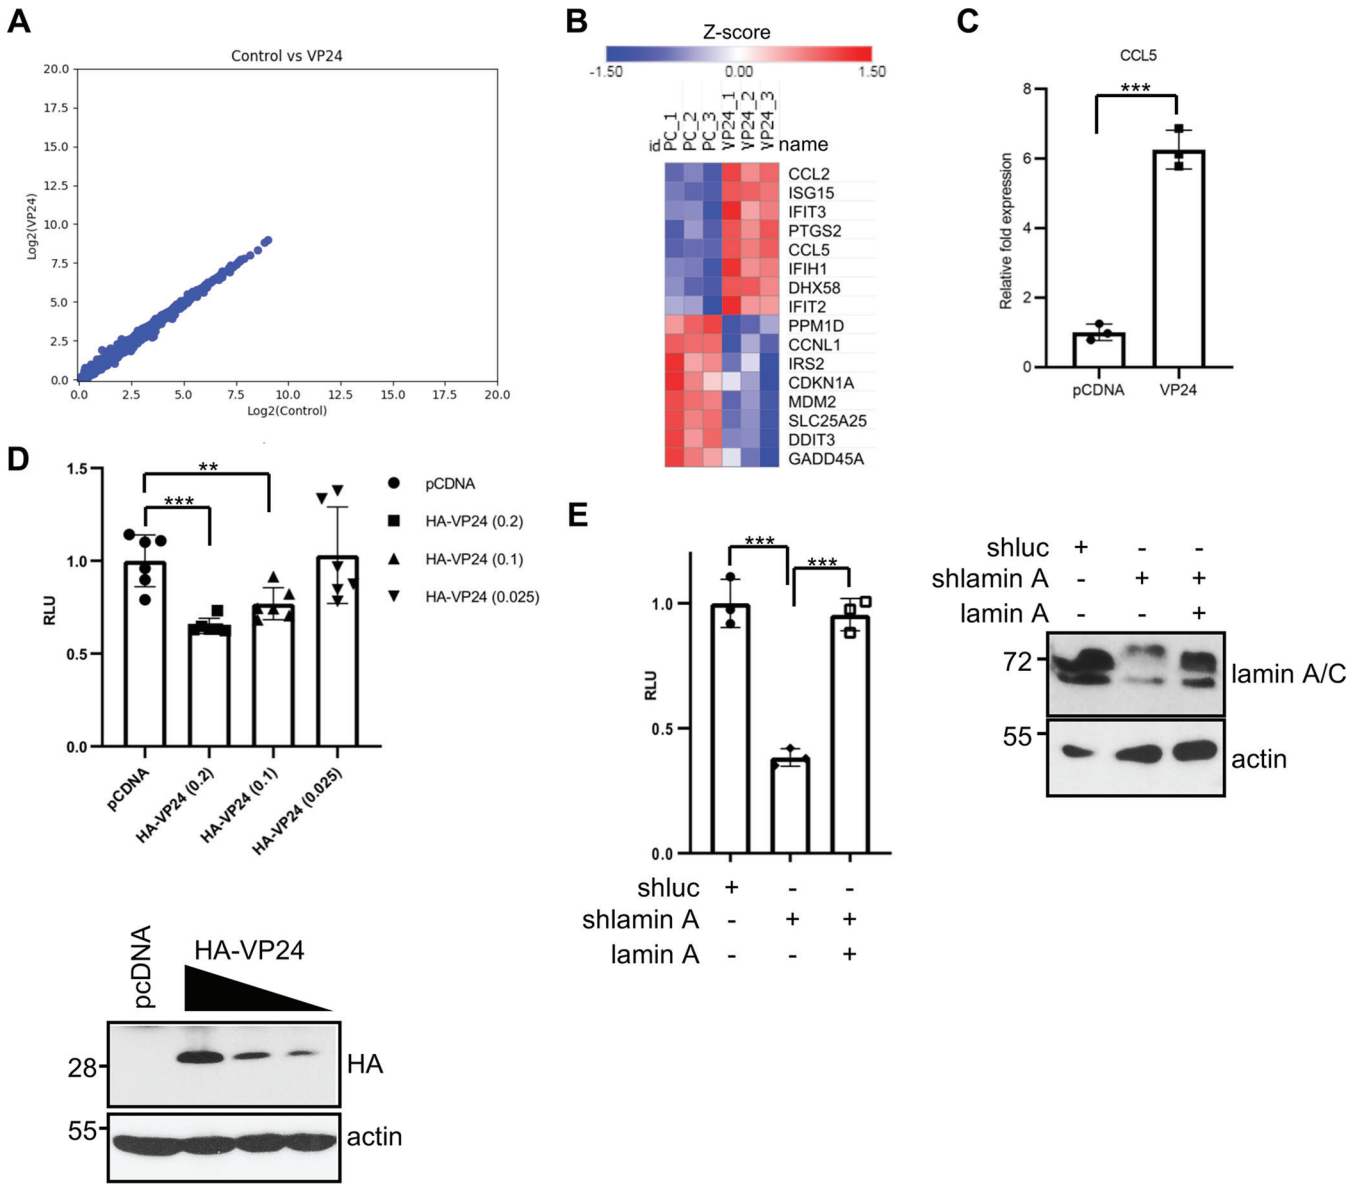 A
Control vs VP24
20.0
17.5
15.0
12.5
10.0
7.5
5.0
2.5
0.0
Log2(VP24)
0.0 2.5 5.0 7.5 10.0 12.5 15.0 17.5 20.0
Log2(Control)
B
Z-score
-1.50 0.00 1.50
id PC_1 PC_2 PC_3 VP24_1 VP24_2 VP24_3 name
CCL2
ISG15
IFIT3
PTGS2
CCL5
IFIH1
DHX58
IFIT2
PPM1D
CCNL1
IRS2
CDKN1A
MDM2
SLC25A25
DDIT3
GADD45A
C
CCL5
***
8
6
4
2
0
Relative fold expression
pCDNA VP24
D
1.5
1.0
0.5
0.0
RLU
**
***
pCDNA
HA-VP24 (0.2)
HA-VP24 (0.1)
HA-VP24 (0.025)
pCDNA
HA-VP24 (0.2)
HA-VP24 (0.1)
HA-VP24 (0.025)
pcDNA
HA-VP24
28
HA
55
actin
E
*** ***
1.0
0.5
0.0
RLU
shluc + - -
shlamin A - + +
lamin A - - +
shluc + - -
shlamin A - + +
lamin A - - +
72
lamin A/C
55
actin